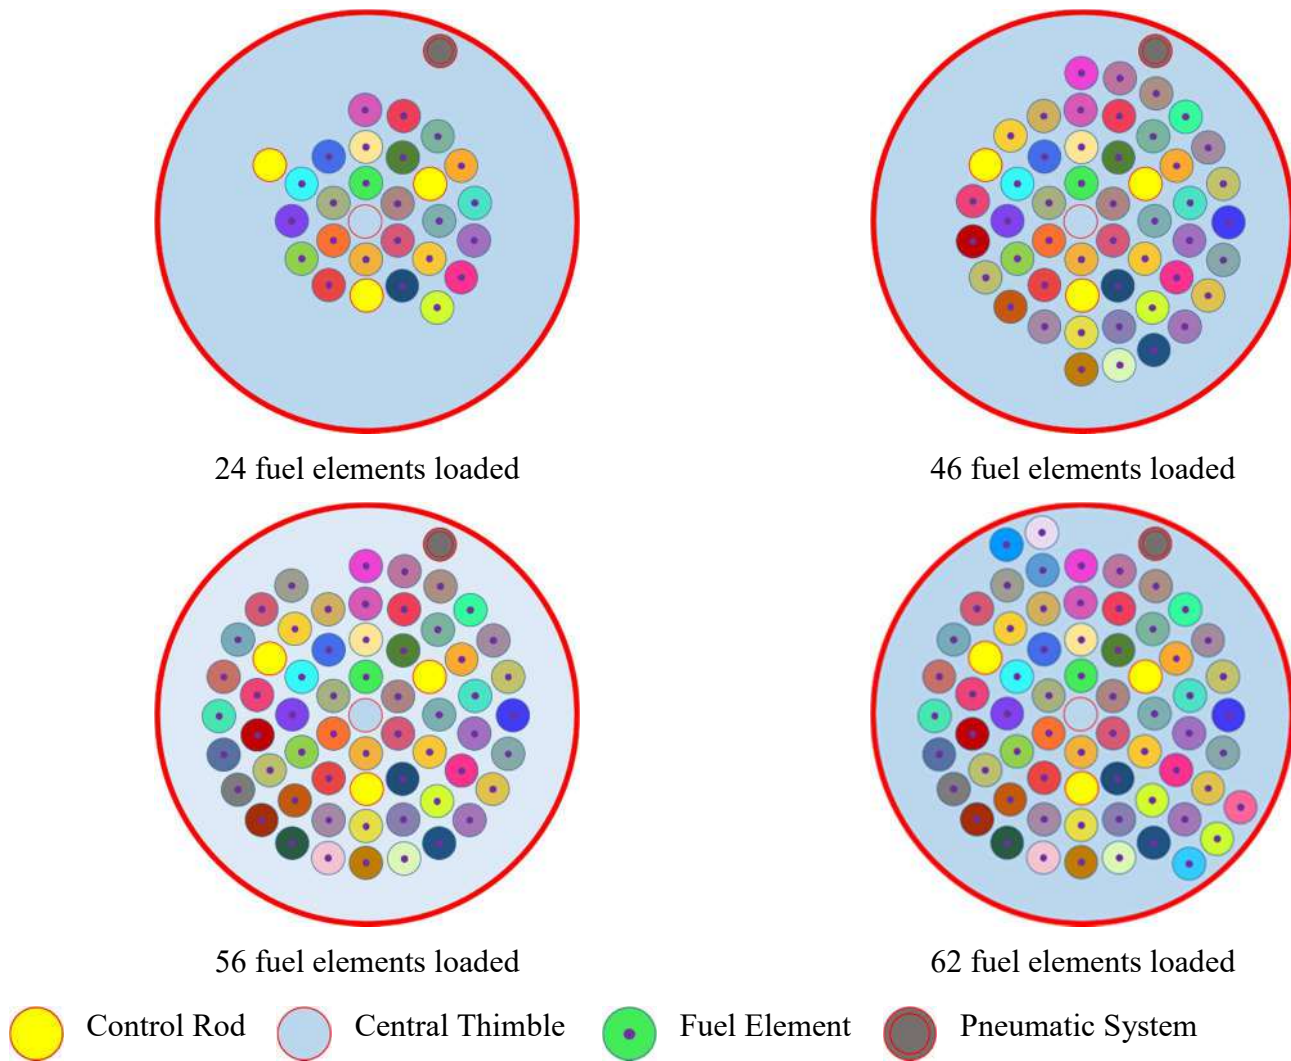 24 fuel elements loaded
46 fuel elements loaded
56 fuel elements loaded
62 fuel elements loaded
Control Rod Central Thimble Fuel Element Pneumatic System